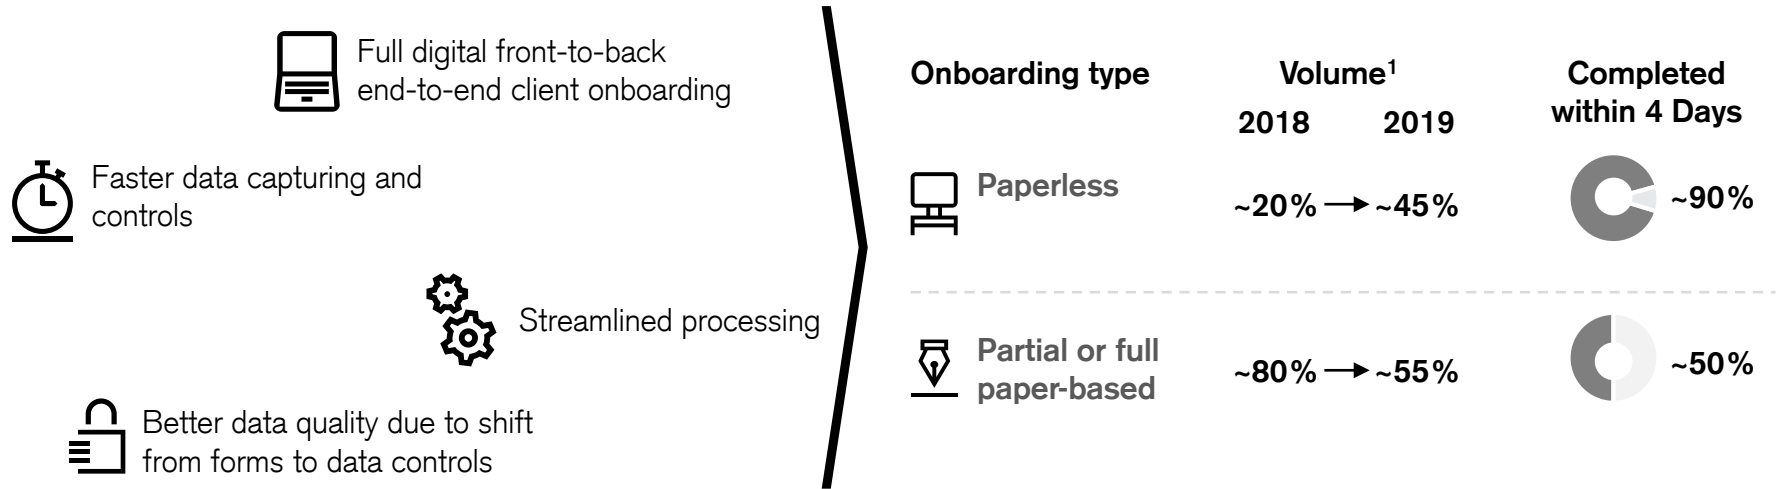 Full digital front-to-back
end-to-end client onboarding
Faster data capturing and
controls
Streamlined processing
Better data quality due to shift
from forms to data controls
Onboarding type
Volume¹
Completed
within 4 Days
2018
2019
Paperless
~20% → ~45%
~90%
Partial or full
paper-based
~80% → ~55%
~50%